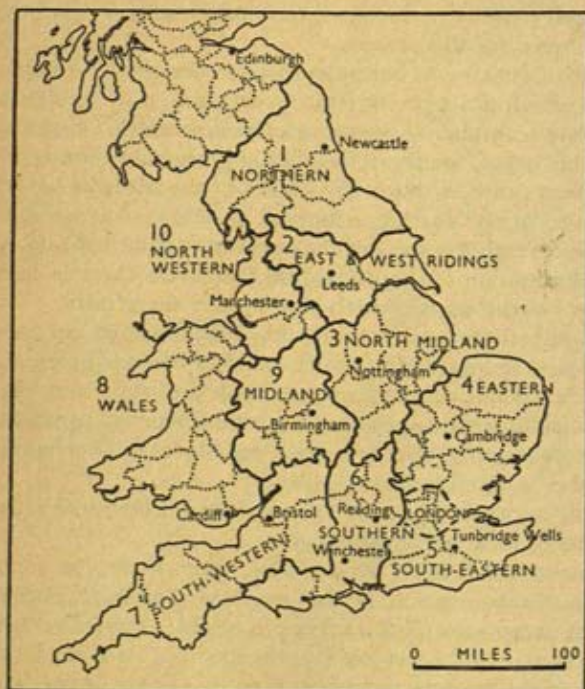 Edinburgh
Newcastle
1
NORTHERN
10
NORTH
WESTERN
2
EAST & WEST RIDINGS
Leeds
Manchester
3 NORTH MIDLAND
Nottingham
8
WALES
9
MIDLAND
Birmingham
4 EASTERN
Cambridge
Cardiff
Bristol
6
Reading
LONDON
SOUTHERN
Tunbridge Wells
Winchester
5
SOUTH-EASTERN
7 SOUTH-WESTERN
0 MILES 100